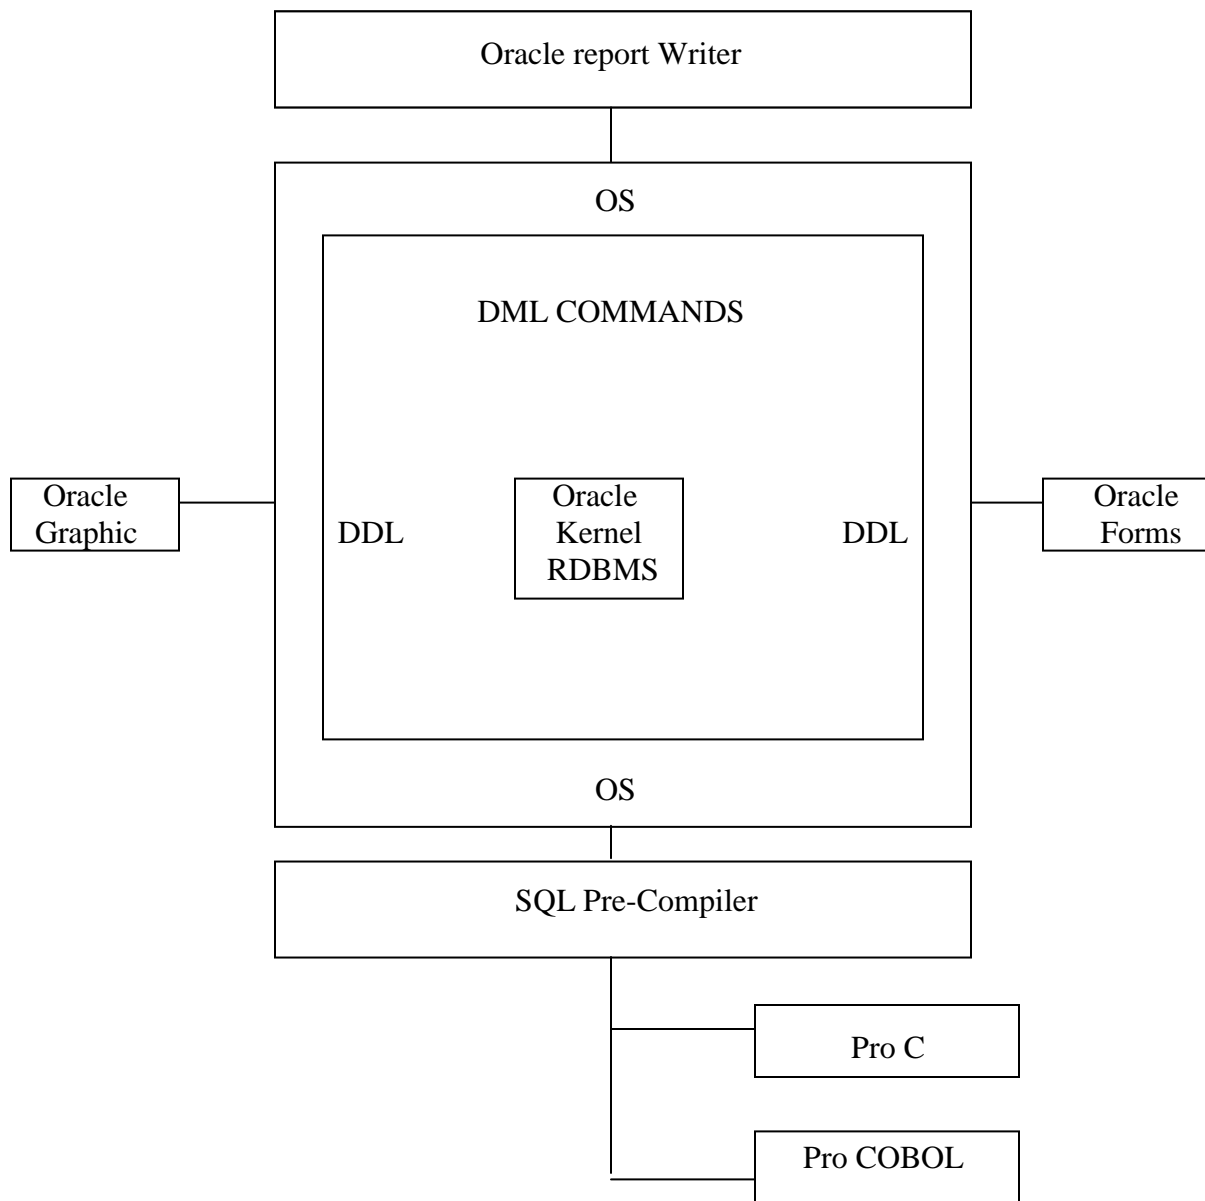 Oracle report Writer
OS
DML COMMANDS
Oracle
Graphic
DDL
Oracle
Kernel
RDBMS
DDL
Oracle
Forms
OS
SQL Pre-Compiler
Pro C
Pro COBOL